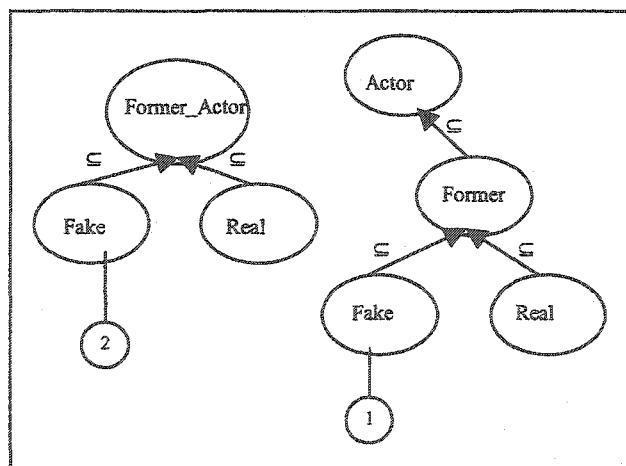 Former_Actor
⊆ ⊆
Fake Real
2
Actor
⊆
Former
⊆ ⊆
Fake Real
1